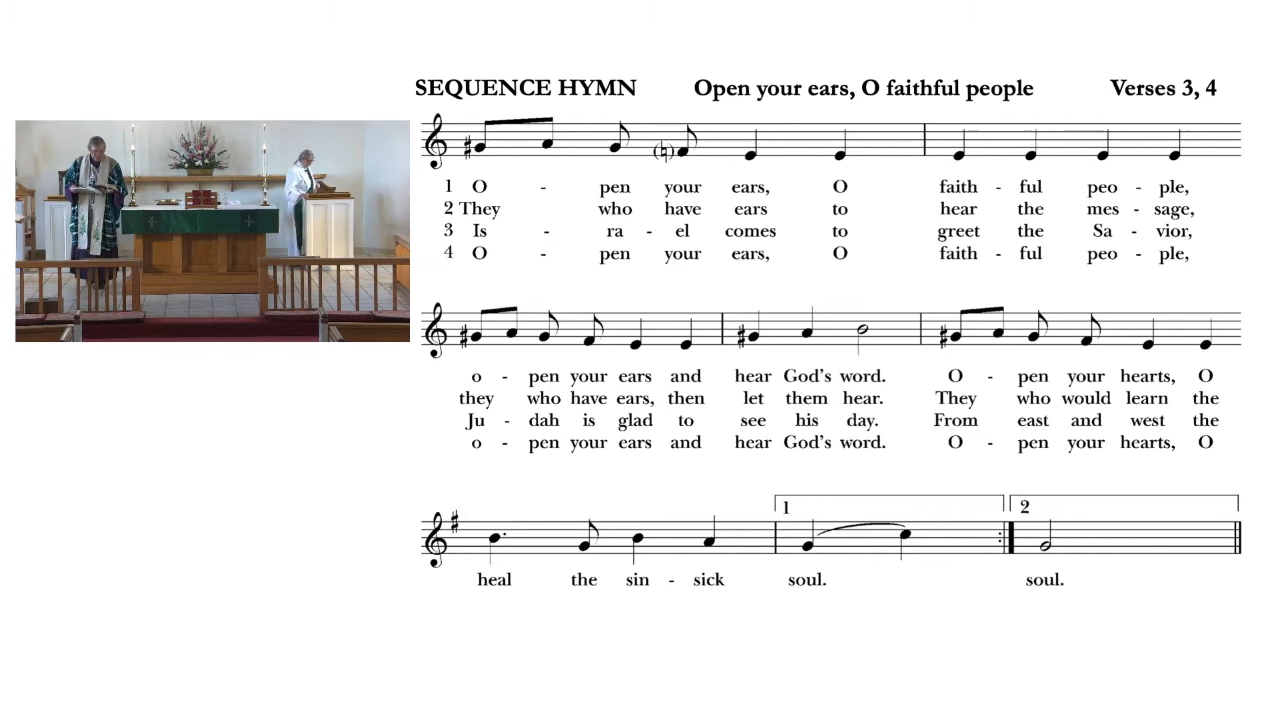 SEQUENCE HYMN Open your ears, O faithful people Verses 3, 4
1 O - pen your ears, O faith - ful peo - ple,
2 They who have ears to hear the mes - sage,
3 Is - ra - el comes to greet the Sa - vior,
4 O - pen your ears, O faith - ful peo - ple,
o - pen your ears and hear God's word. O - pen your hearts, O
they who have ears, then let them hear. They who would learn the
Ju - dah is glad to see his day. From east and west the
o - pen your ears and hear God's word. O - pen your hearts, O
1 2
heal the sin - sick soul. soul.